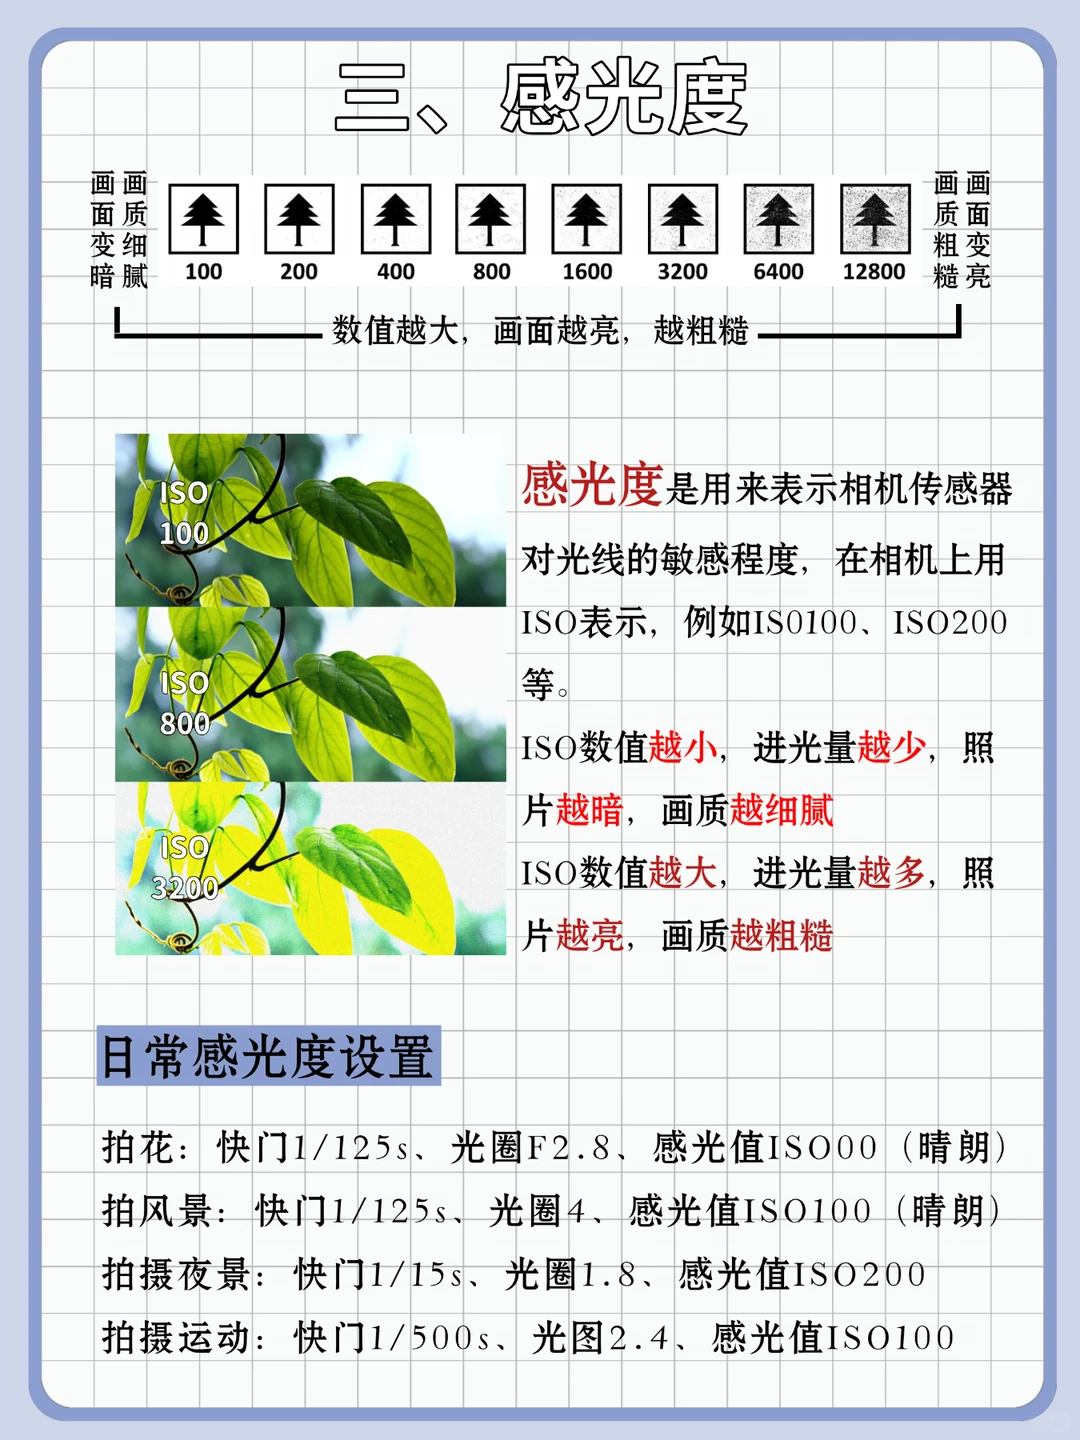 三、感光度
画面变暗
画质细腻
100 200 400 800 1600 3200 6400 12800
画质粗糙
画面变亮
数值越大，画面越亮，越粗糙
ISO
100
ISO
800
ISO
3200
感光度是用来表示相机传感器
对光线的敏感程度，在相机上用
ISO表示，例如IS0100、ISO200
等。
ISO数值越小，进光量越少，照
片越暗，画质越细腻
ISO数值越大，进光量越多，照
片越亮，画质越粗糙
日常感光度设置
拍花：快门1/125s、光圈F2.8、感光值ISO00（晴朗）
拍风景：快门1/125s、光圈4、感光值ISO100（晴朗）
拍摄夜景：快门1/15s、光圈1.8、感光值ISO200
拍摄运动：快门1/500s、光图2.4、感光值ISO100